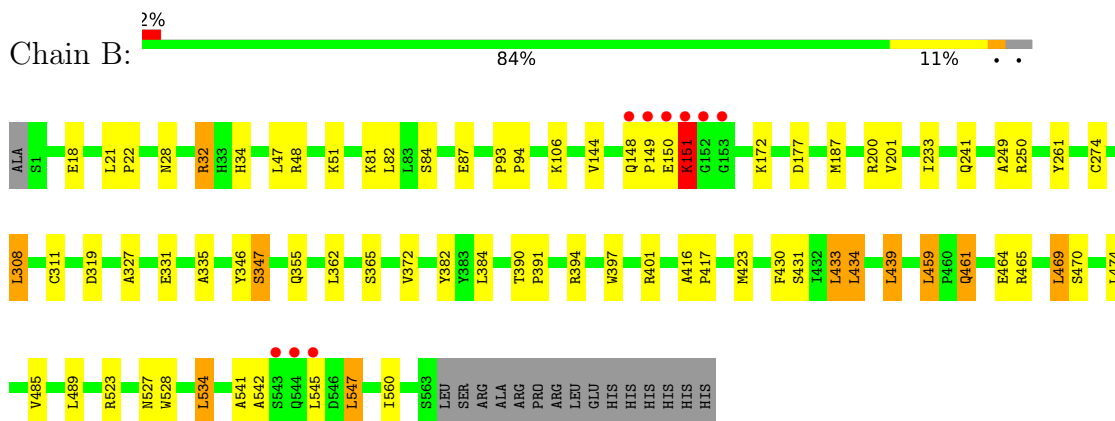 2%
Chain B:
84% 11% • •
ALA S1 E18 L21 P22 N28 R32 H33 H34 L47 R48 K51 K81 L82 L83 S84 E87 P93 P94 K106 V144 Q148 P149 E150 K151 G152 G153 K172 D177 M187 R200 V201 I233 Q241 A249 R250 Y261 C274
L308 C311 D319 A327 E331 A335 Y346 S347 Q355 L362 S365 V372 Y382 Y383 L384 T390 P391 R394 W397 R401 A416 P417 M423 F430 S431 I432 L433 L434 L439 L459 P460 Q461 E464 R465 L469 S470
V485 L489 R523 N527 W528 L534 A541 A542 S543 Q544 L545 D546 L547 I560 S563 LEU SER ARG ALA ARG PRO ARG LEU GLU HIS HIS HIS HIS HIS HIS